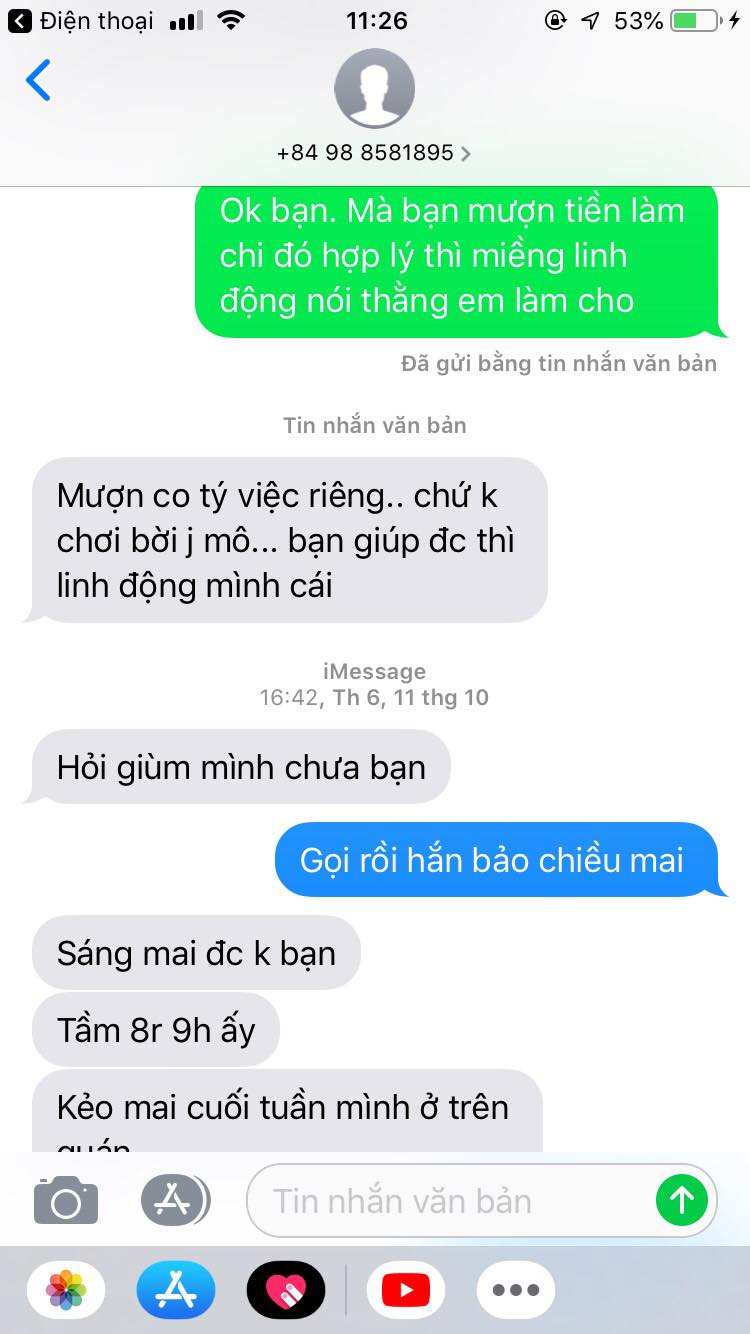 Điện thoại 11:26 53%
+84 98 8581895
Ok bạn. Mà bạn mượn tiền làm
chi đó hợp lý thì miềng linh
động nói thằng em làm cho
Đã gửi bằng tin nhắn văn bản
Tin nhắn văn bản
Mượn co tý việc riêng.. chứ k
chơi bời j mô... bạn giúp đc thì
linh động mình cái
iMessage
16:42, Th 6, 11 thg 10
Hỏi giùm mình chưa bạn
Gọi rồi hắn bảo chiều mai
Sáng mai đc k bạn
Tầm 8r 9h ấy
Kẻo mai cuối tuần mình ở trên
quán
Tin nhắn văn bản